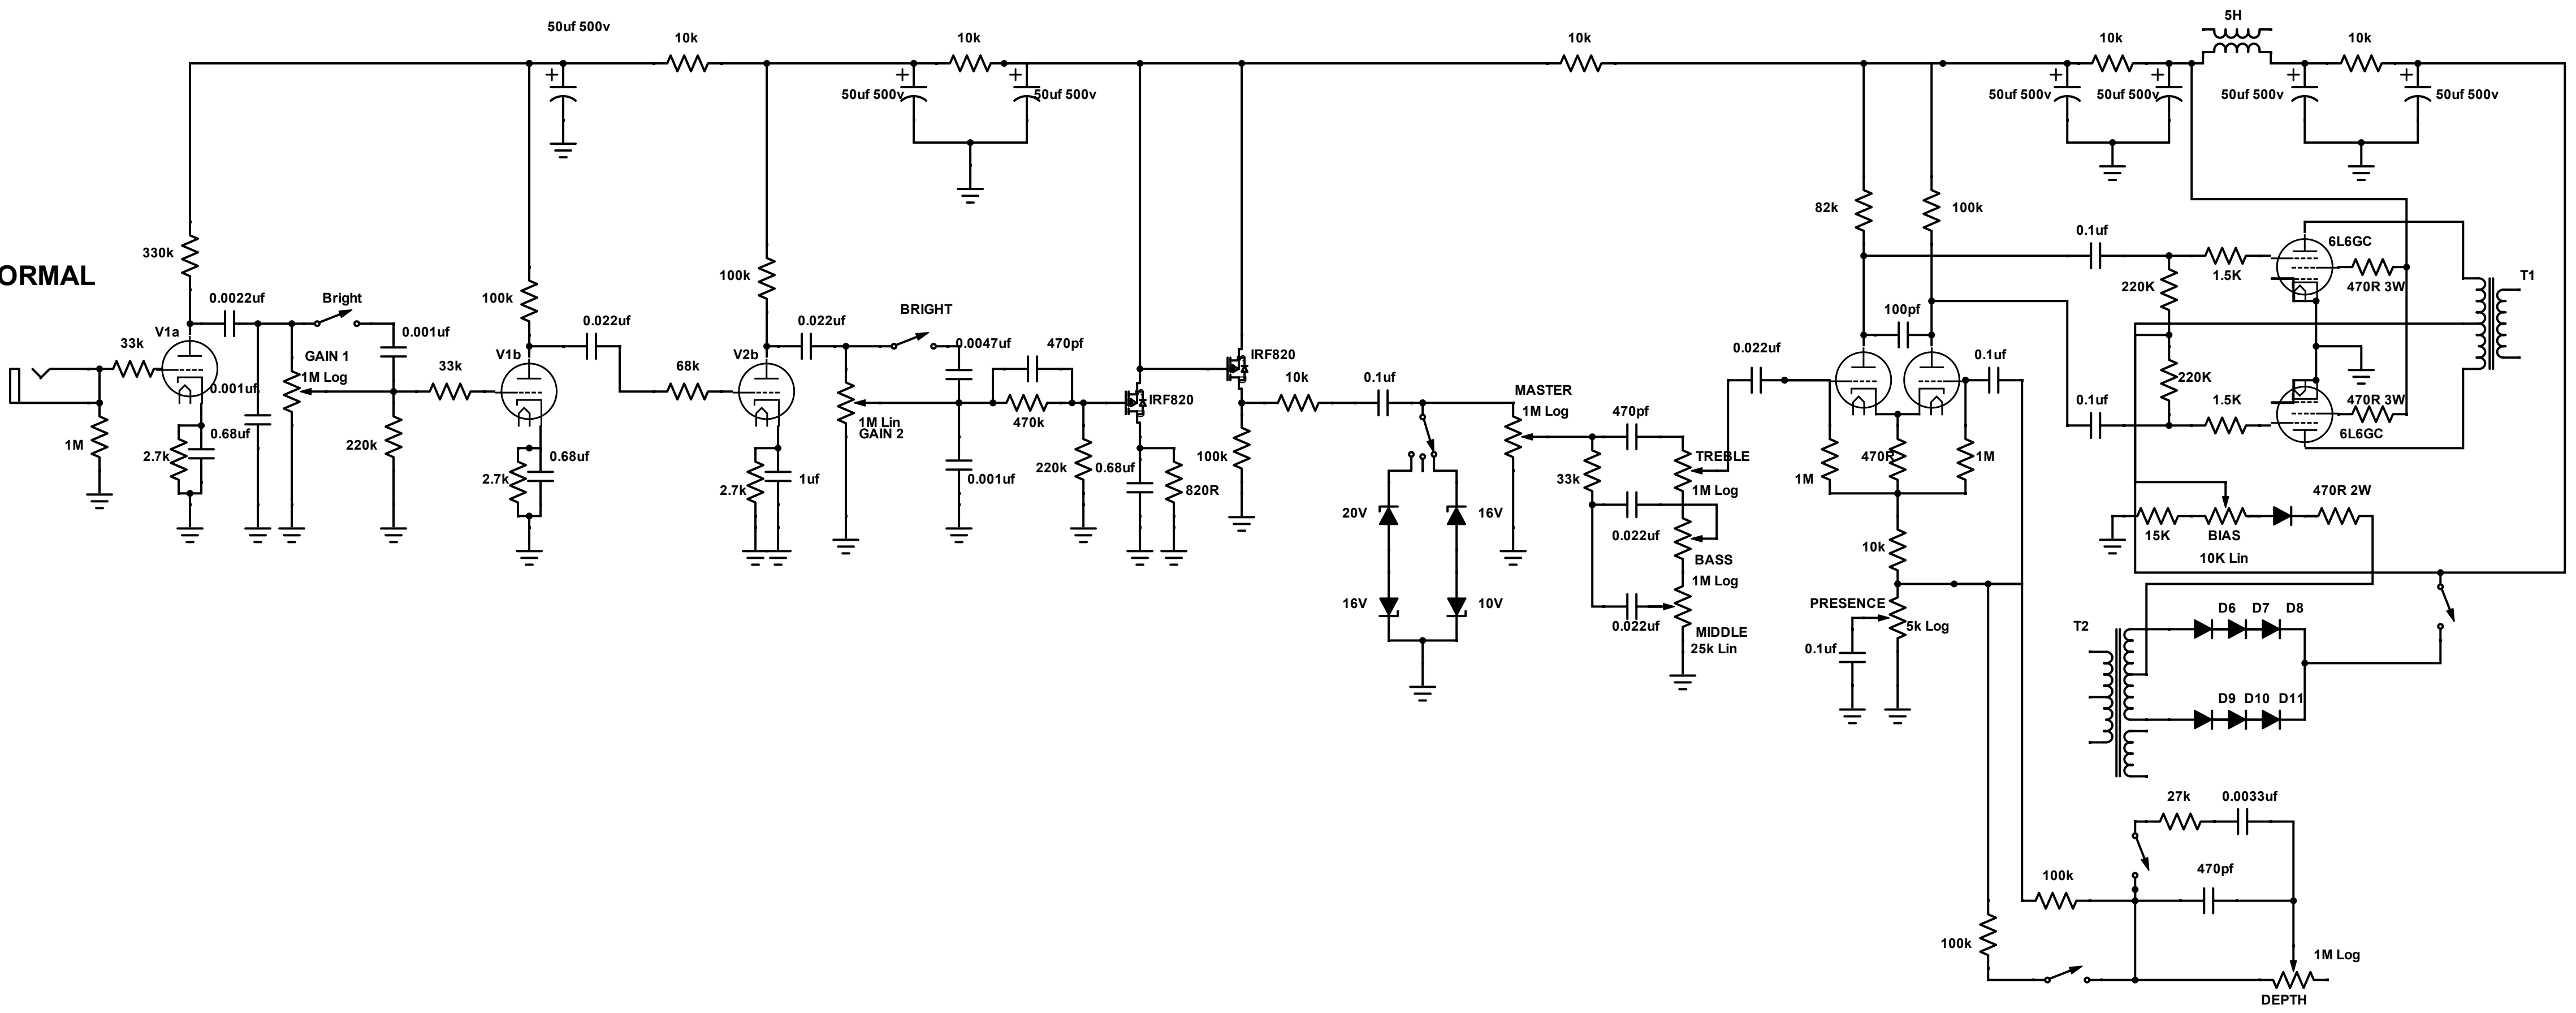 5H
50uf 500v
10k
10k
10k
10k
10k
50uf 500v
50uf 500v
50uf 500v
50uf 500v
50uf 500v
50uf 500v
82k
100k
330k
ORMAL
0.0022uf
Bright
V1a
0.001uf
33k
GAIN 1
1M Log
0.001uf
1M
2.7k
0.68uf
220k
100k
0.022uf
V1b
33k
2.7k
0.68uf
100k
0.022uf
BRIGHT
V2b
68k
2.7k
1uf
0.0047uf
470pf
1M Lin
GAIN 2
470k
0.001uf
220k
0.68uf
IRF820
820R
IRF820
100k
10k
0.1uf
MASTER
1M Log
20V
16V
16V
10V
470pf
33k
TREBLE
1M Log
0.022uf
BASS
1M Log
0.022uf
MIDDLE
25k Lin
0.022uf
100pf
0.1uf
1M
470R
1M
10k
PRESENCE
5k Log
0.1uf
0.1uf
6L6GC
1.5K
470R 3W
T1
220K
220K
0.1uf
1.5K
470R 3W
6L6GC
470R 2W
15K
BIAS
10K Lin
D6
D7
D8
T2
D9
D10
D11
27k
0.0033uf
100k
470pf
100k
1M Log
DEPTH